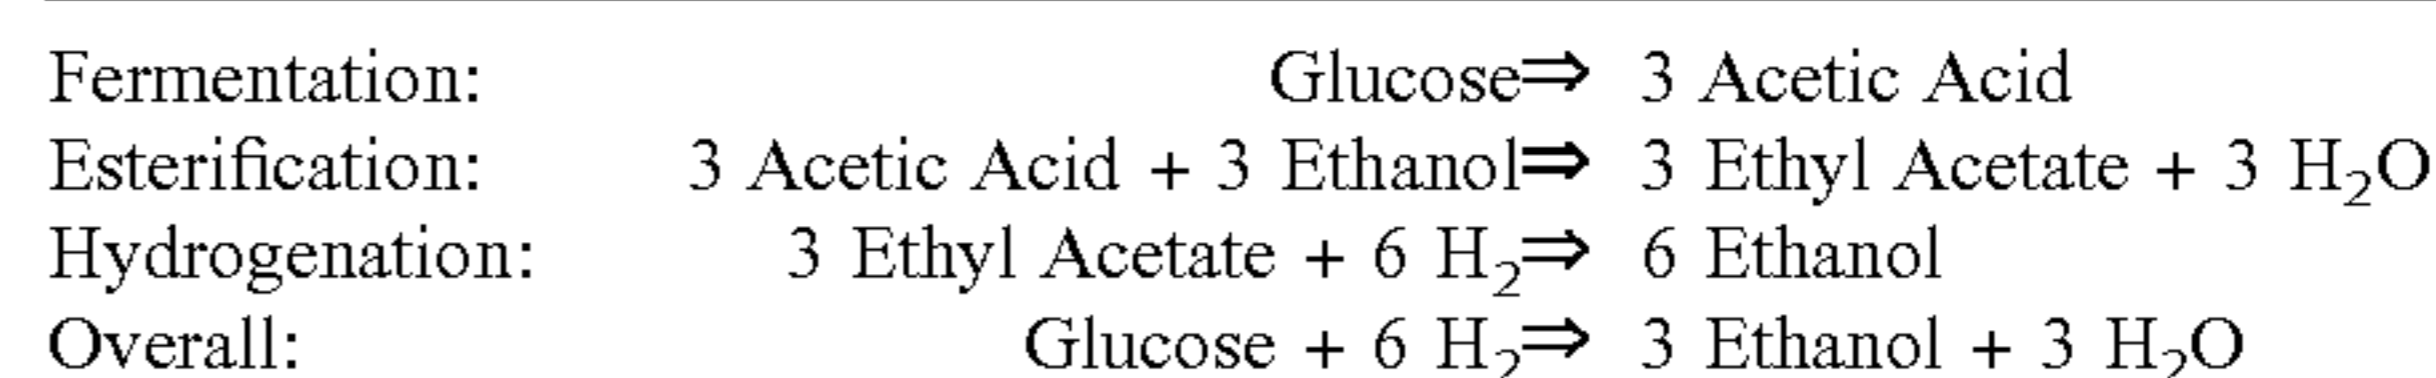 Fermentation: Glucose⇒ 3 Acetic Acid
Esterification: 3 Acetic Acid + 3 Ethanol⇒ 3 Ethyl Acetate + 3 H₂O
Hydrogenation: 3 Ethyl Acetate + 6 H₂⇒ 6 Ethanol
Overall: Glucose + 6 H₂⇒ 3 Ethanol + 3 H₂O